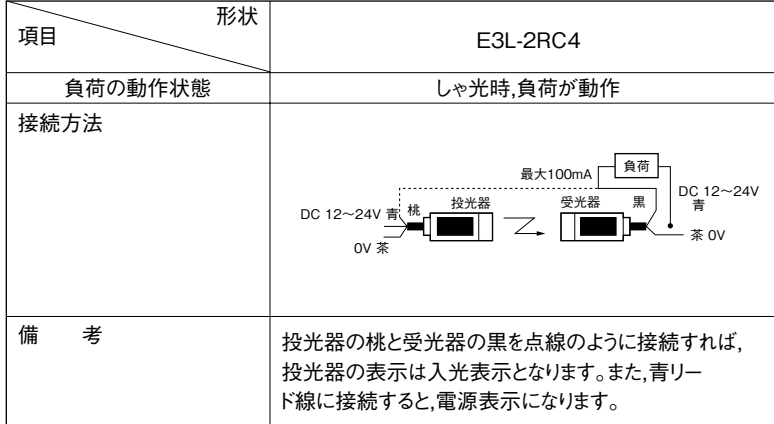 形状
項目
E3L-2RC4
負荷の動作状態
しゃ光時,負荷が動作
接続方法
負荷
最大100mA
DC 12～24V
青
投光器
受光器
黒
DC 12～24V 青
桃
茶 0V
0V 茶
備 考
投光器の桃と受光器の黒を点線のように接続すれば,
投光器の表示は入光表示となります。また,青リー
ド線に接続すると,電源表示になります。